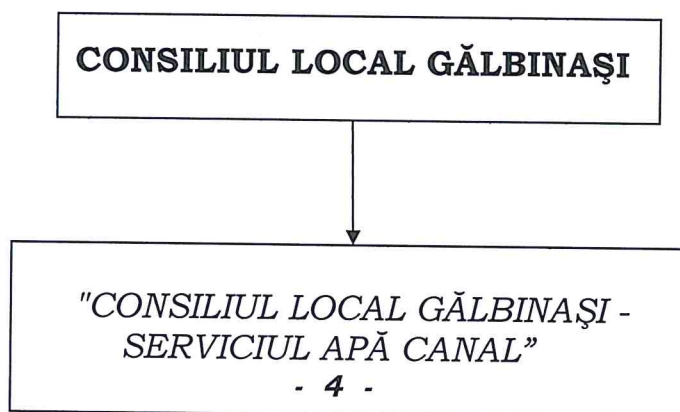 CONSILIUL LOCAL GĂLBINAŞI
"CONSILIUL LOCAL GĂLBINAŞI -
SERVICIUL APĂ CANAL”
- 4 -